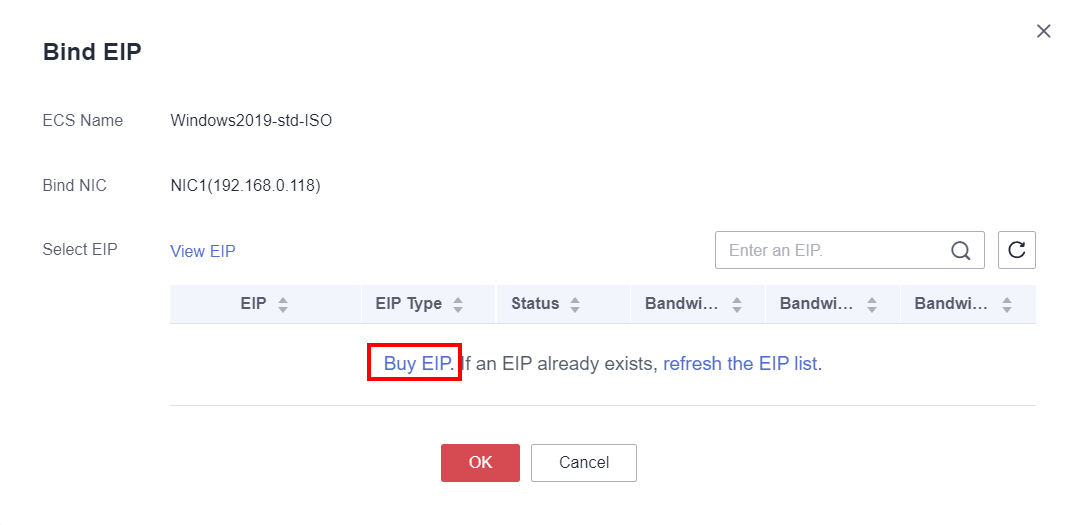 Bind EIP
ECS Name Windows2019-std-ISO
Bind NIC NIC1(192.168.0.118)
Select EIP View EIP Enter an EIP.
EIP EIP Type Status Bandwi... Bandwi... Bandwi...
Buy EIP. If an EIP already exists, refresh the EIP list.
OK Cancel